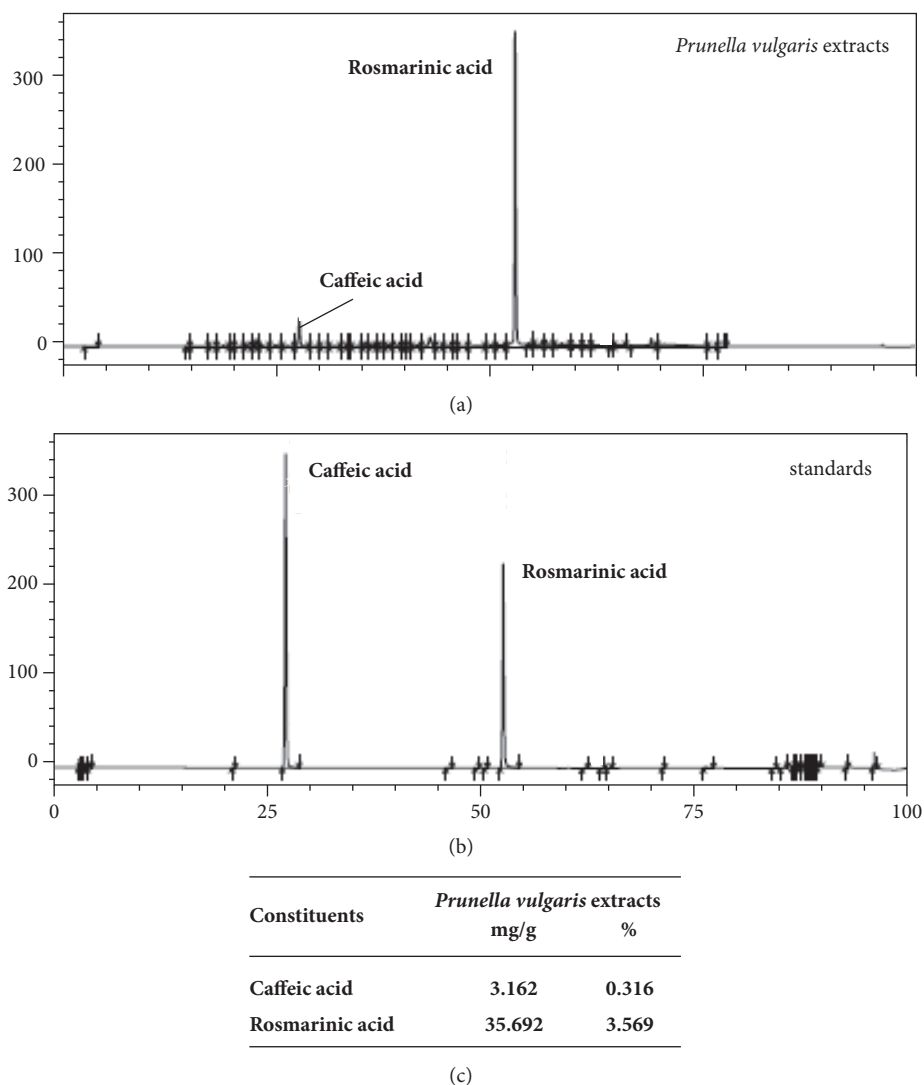 Prunella vulgaris extracts
Rosmarinic acid
Caffeic acid
300
200
100
0
(a)
standards
Caffeic acid
Rosmarinic acid
300
200
100
0
0 25 50 75 100
(b)
Constituents Prunella vulgaris extracts
mg/g %
Caffeic acid 3.162 0.316
Rosmarinic acid 35.692 3.569
(c)